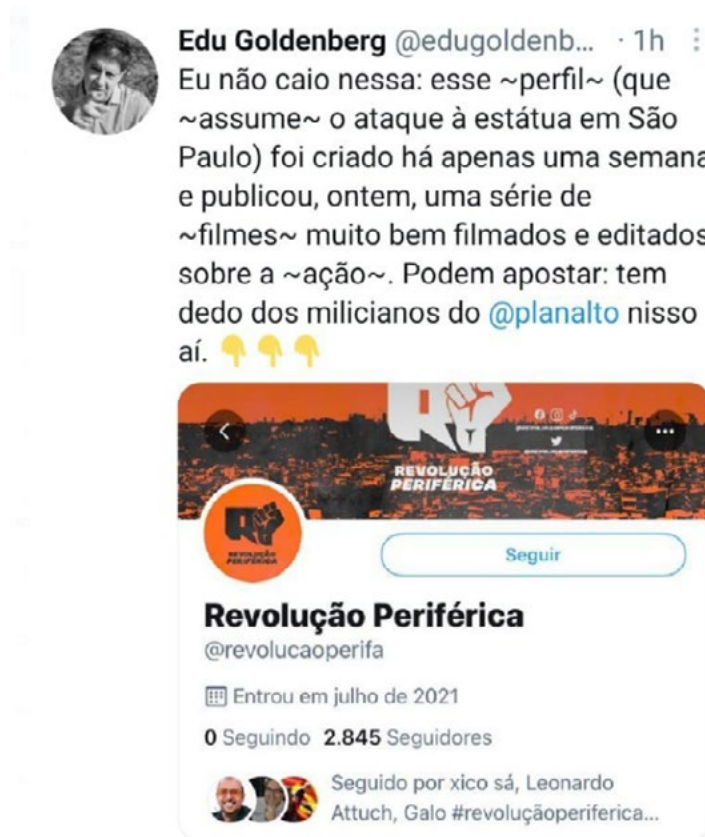 Edu Goldenberg @edugoldenb... · 1h
Eu não caio nessa: esse ~perfil~ (que
~assume~ o ataque à estátua em São
Paulo) foi criado há apenas uma semana
e publicou, ontem, uma série de
~filmes~ muito bem filmados e editados
sobre a ~ação~. Podem apostar: tem
dedo dos milicianos do @planalto nisso
aí. 👇👇👇
REVOLUÇÃO
PERIFÉRICA
REVOLUÇÃO
PERIFÉRICA
Seguir
Revolução Periférica
@revolucaoperifa
Entrou em julho de 2021
0 Seguindo 2.845 Seguidores
Seguido por xico sá, Leonardo
Attuch, Galo #revoluçãoperiferica...